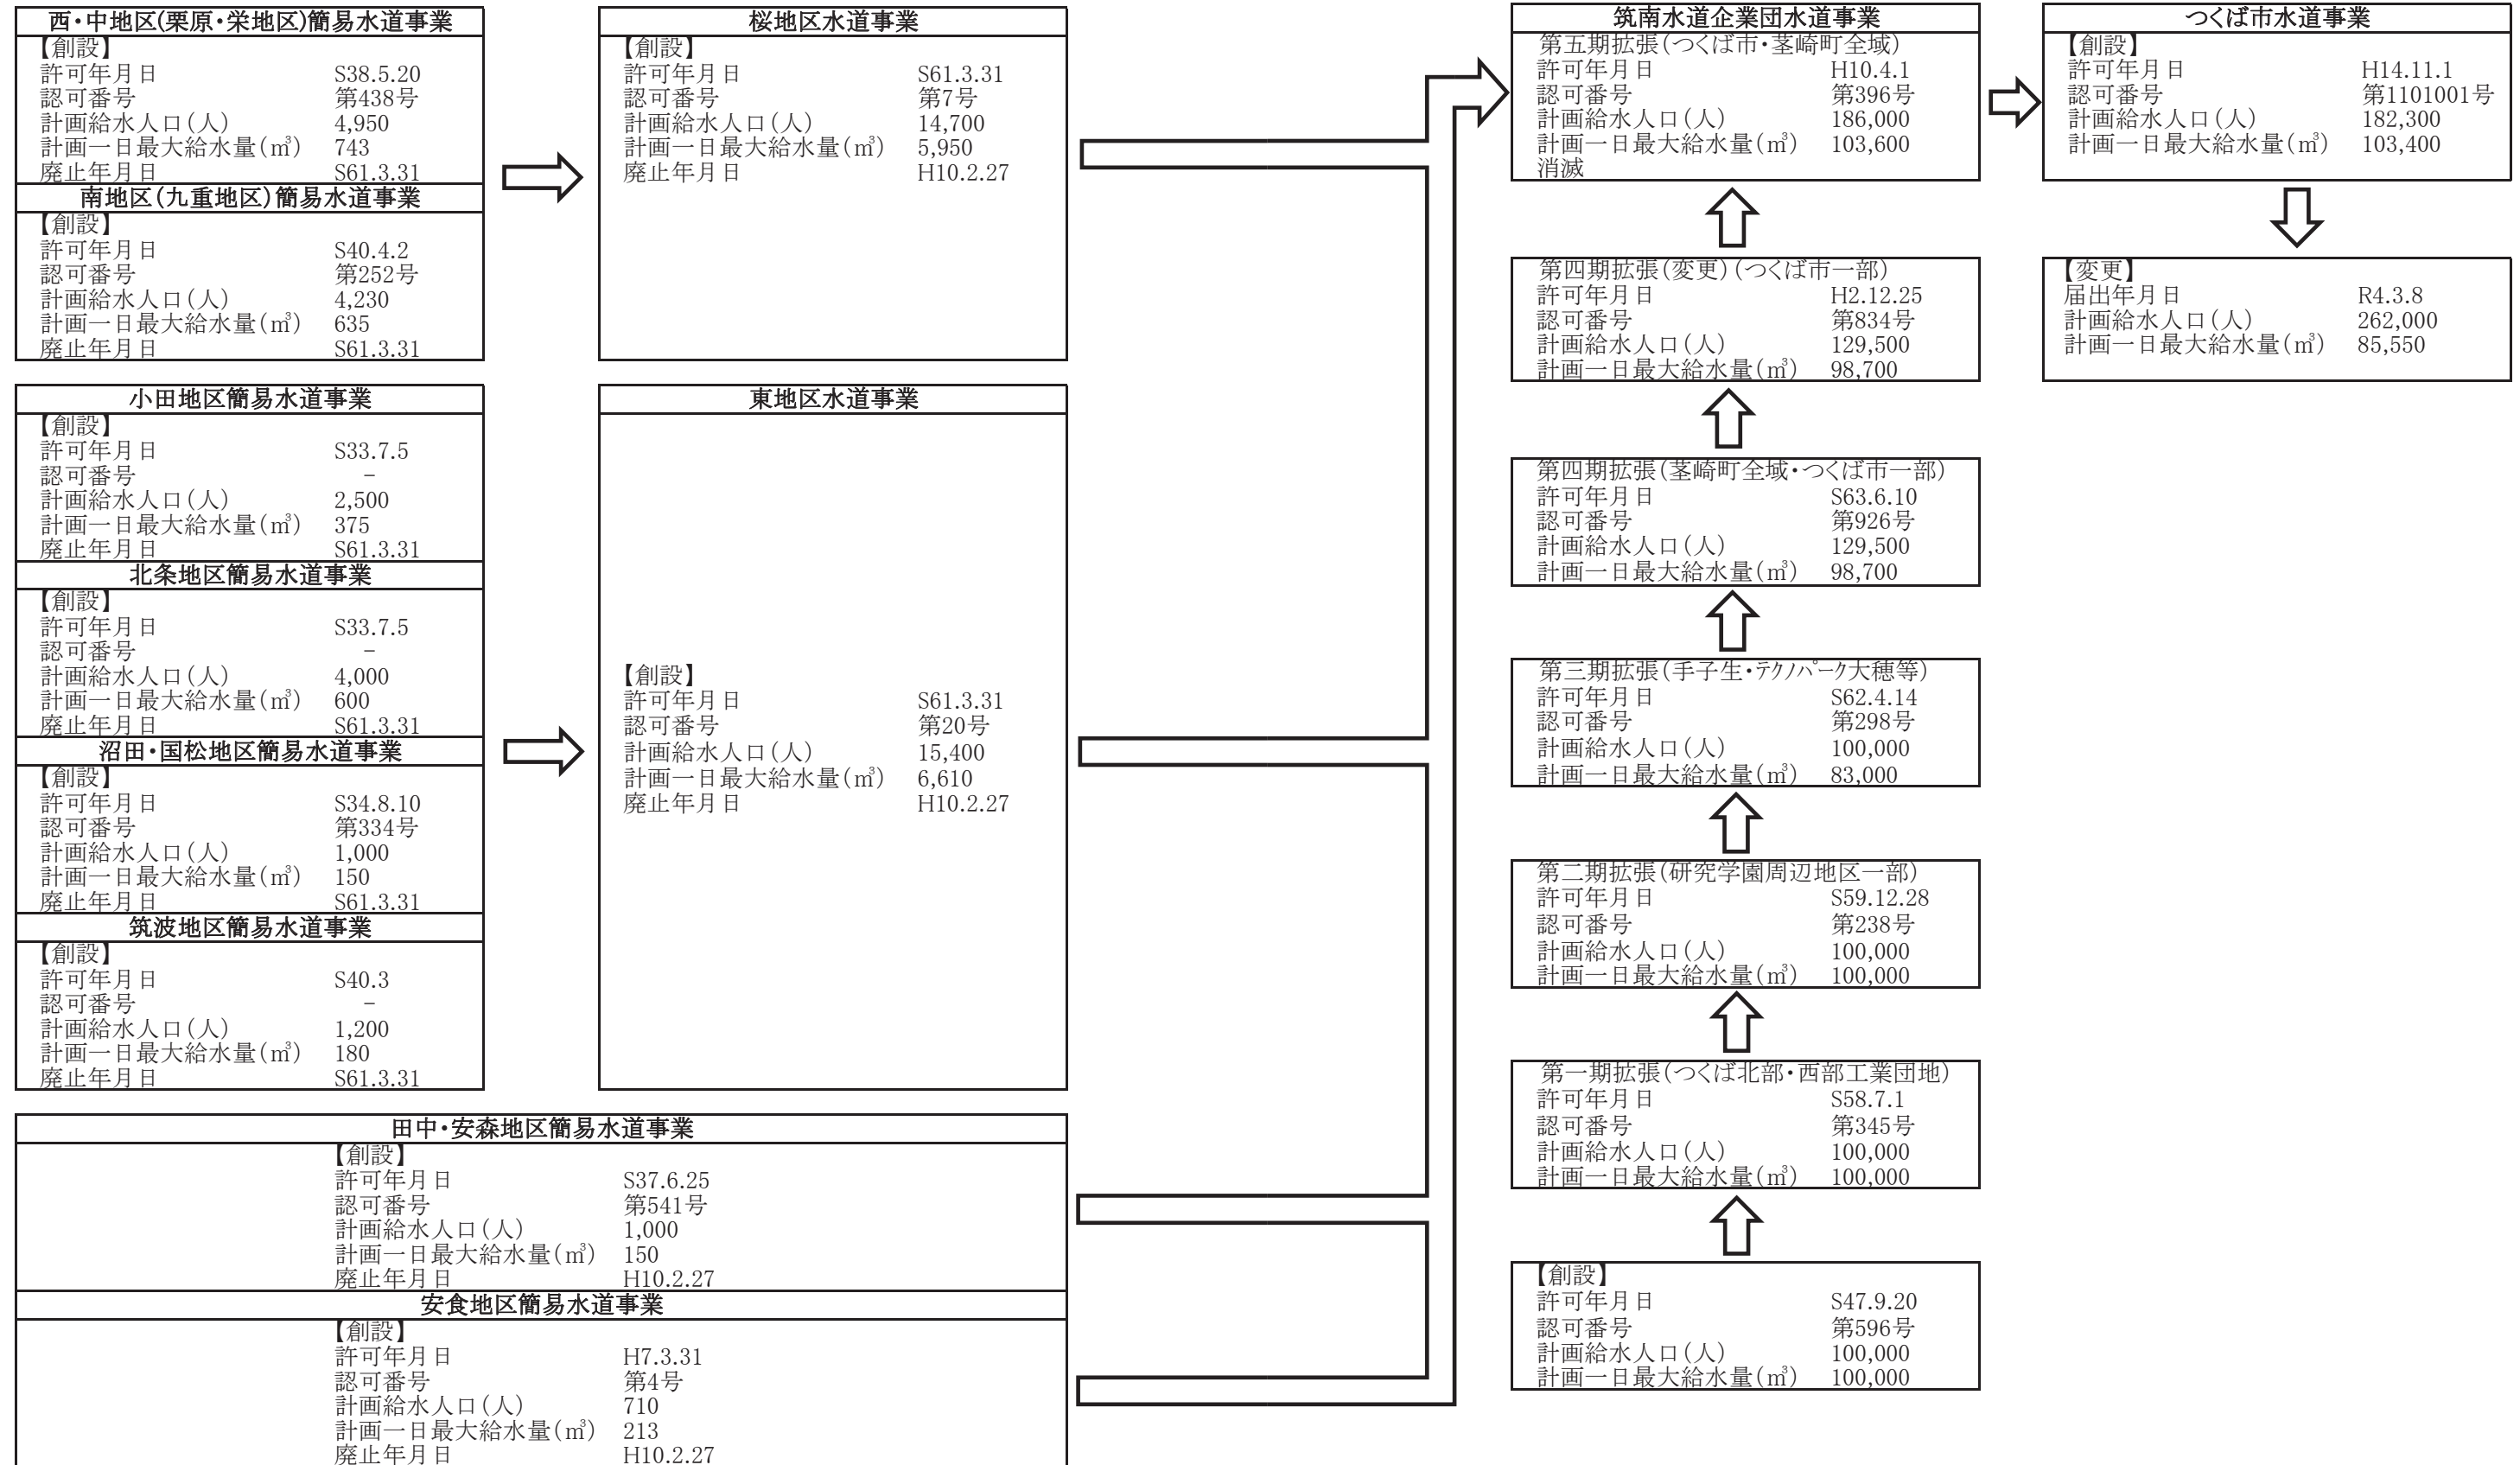 西・中地区(栗原・栄地区)簡易水道事業
【創設】
許可年月日 S38.5.20
認可番号 第438号
計画給水人口(人) 4,950
計画一日最大給水量(㎥) 743
廃止年月日 S61.3.31
南地区(九重地区)簡易水道事業
【創設】
許可年月日 S40.4.2
認可番号 第252号
計画給水人口(人) 4,230
計画一日最大給水量(㎥) 635
廃止年月日 S61.3.31
桜地区水道事業
【創設】
許可年月日 S61.3.31
認可番号 第7号
計画給水人口(人) 14,700
計画一日最大給水量(㎥) 5,950
廃止年月日 H10.2.27
小田地区簡易水道事業
【創設】
許可年月日 S33.7.5
認可番号 −
計画給水人口(人) 2,500
計画一日最大給水量(㎥) 375
廃止年月日 S61.3.31
北条地区簡易水道事業
【創設】
許可年月日 S33.7.5
認可番号 −
計画給水人口(人) 4,000
計画一日最大給水量(㎥) 600
廃止年月日 S61.3.31
沼田・国松地区簡易水道事業
【創設】
許可年月日 S34.8.10
認可番号 第334号
計画給水人口(人) 1,000
計画一日最大給水量(㎥) 150
廃止年月日 S61.3.31
筑波地区簡易水道事業
【創設】
許可年月日 S40.3
認可番号 −
計画給水人口(人) 1,200
計画一日最大給水量(㎥) 180
廃止年月日 S61.3.31
東地区水道事業
【創設】
許可年月日 S61.3.31
認可番号 第20号
計画給水人口(人) 15,400
計画一日最大給水量(㎥) 6,610
廃止年月日 H10.2.27
田中・安森地区簡易水道事業
【創設】
許可年月日 S37.6.25
認可番号 第541号
計画給水人口(人) 1,000
計画一日最大給水量(㎥) 150
廃止年月日 H10.2.27
安食地区簡易水道事業
【創設】
許可年月日 H7.3.31
認可番号 第4号
計画給水人口(人) 710
計画一日最大給水量(㎥) 213
廃止年月日 H10.2.27
筑南水道企業団水道事業
第五期拡張(つくば市・茎崎町全域)
許可年月日 H10.4.1
認可番号 第396号
計画給水人口(人) 186,000
計画一日最大給水量(㎥) 103,600
消滅
第四期拡張(変更)(つくば市一部)
許可年月日 H2.12.25
認可番号 第834号
計画給水人口(人) 129,500
計画一日最大給水量(㎥) 98,700
第四期拡張(茎崎町全域・つくば市一部)
許可年月日 S63.6.10
認可番号 第926号
計画給水人口(人) 129,500
計画一日最大給水量(㎥) 98,700
第三期拡張(手子生・ﾃｸﾉﾊﾟｰｸ大穂等)
許可年月日 S62.4.14
認可番号 第298号
計画給水人口(人) 100,000
計画一日最大給水量(㎥) 83,000
第二期拡張(研究学園周辺地区一部)
許可年月日 S59.12.28
認可番号 第238号
計画給水人口(人) 100,000
計画一日最大給水量(㎥) 100,000
第一期拡張(つくば北部・西部工業団地)
許可年月日 S58.7.1
認可番号 第345号
計画給水人口(人) 100,000
計画一日最大給水量(㎥) 100,000
【創設】
許可年月日 S47.9.20
認可番号 第596号
計画給水人口(人) 100,000
計画一日最大給水量(㎥) 100,000
つくば市水道事業
【創設】
許可年月日 H14.11.1
認可番号 第1101001号
計画給水人口(人) 182,300
計画一日最大給水量(㎥) 103,400
【変更】
届出年月日 R4.3.8
計画給水人口(人) 262,000
計画一日最大給水量(㎥) 85,550